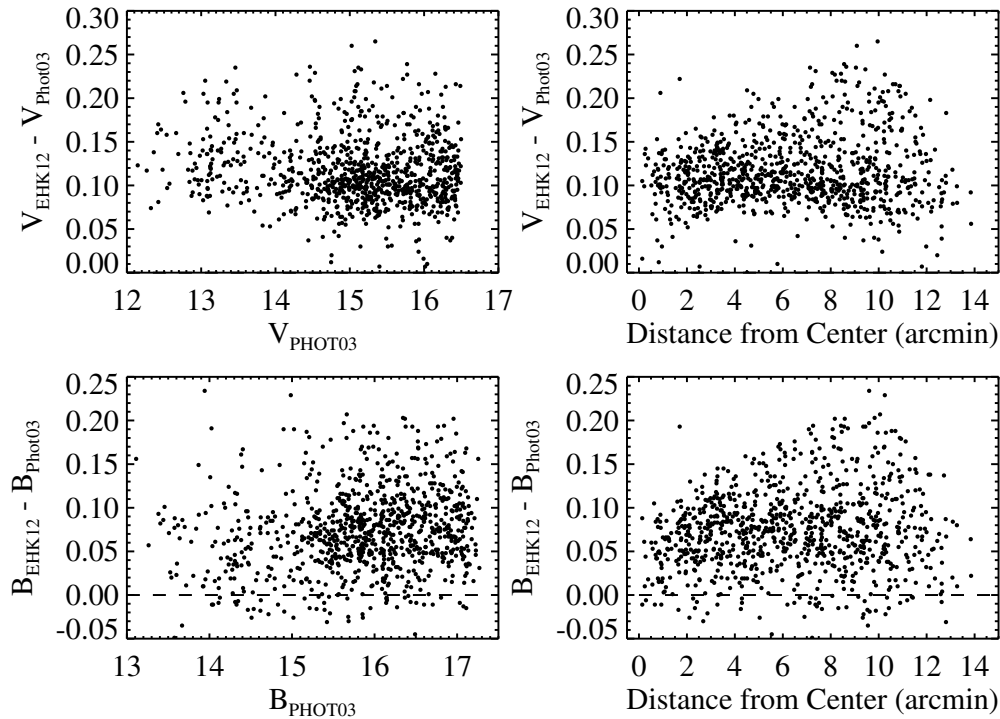 0.30
0.25
0.20
0.15
0.10
0.05
0.00
V_EHK12 - V_Phot03
12 13 14 15 16 17
V_PHOT03
0.30
0.25
0.20
0.15
0.10
0.05
0.00
V_EHK12 - V_Phot03
0 2 4 6 8 10 12 14
Distance from Center (arcmin)
0.25
0.20
0.15
0.10
0.05
0.00
-0.05
B_EHK12 - B_Phot03
13 14 15 16 17
B_PHOT03
0.25
0.20
0.15
0.10
0.05
0.00
-0.05
B_EHK12 - B_Phot03
0 2 4 6 8 10 12 14
Distance from Center (arcmin)